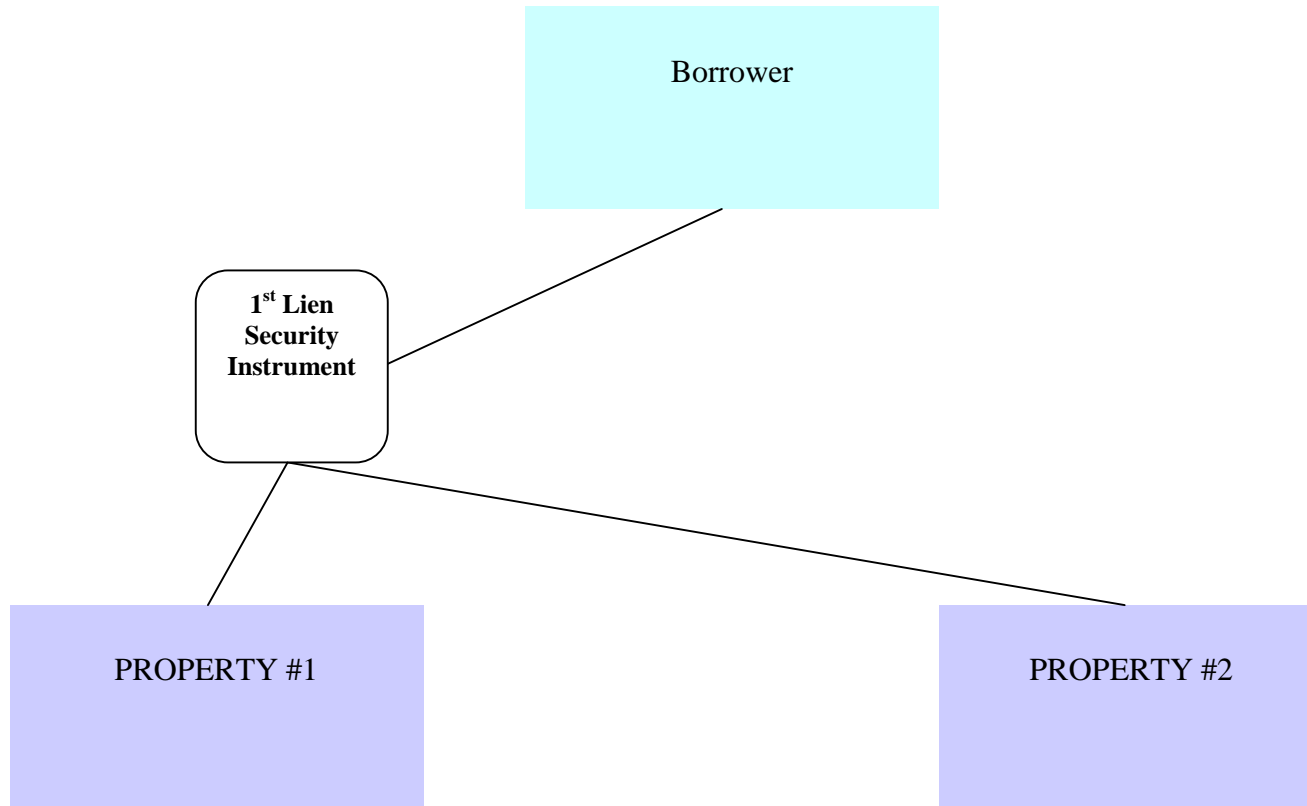 Borrower
1st Lien
Security
Instrument
PROPERTY #1
PROPERTY #2